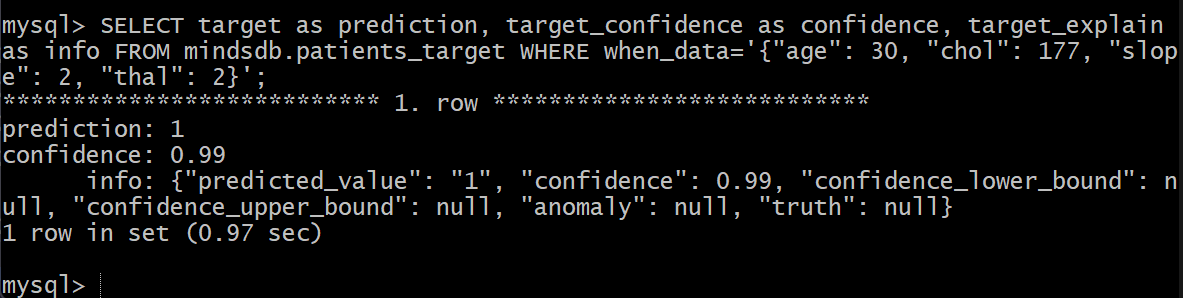 mysql> SELECT target as prediction, target_confidence as confidence, target_explain
as info FROM mindsdb.patients_target WHERE when_data='{"age": 30, "chol": 177, "slop
e": 2, "thal": 2}';
*************************** 1. row ***************************
prediction: 1
confidence: 0.99
      info: {"predicted_value": "1", "confidence": 0.99, "confidence_lower_bound": n
ull, "confidence_upper_bound": null, "anomaly": null, "truth": null}
1 row in set (0.97 sec)
mysql>